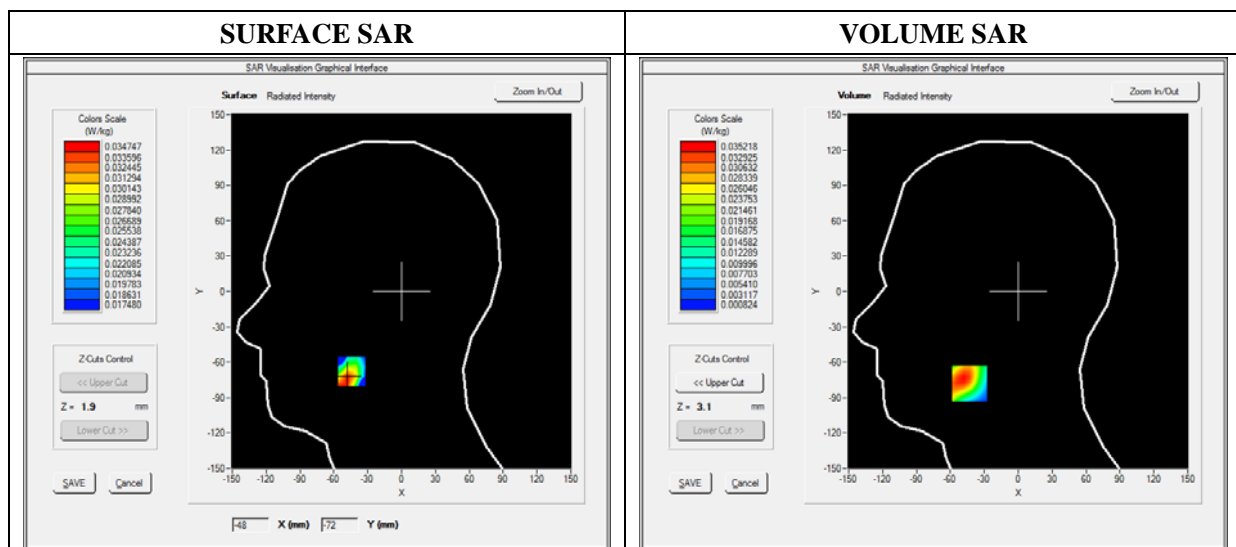 SURFACE SAR
VOLUME SAR
SAR Visualisation Graphical Interface
Surface Radiated Intensity
Zoom In/Out
Colors Scale
(W/kg)
0.034747
0.033596
0.032445
0.031294
0.030143
0.028992
0.027840
0.026689
0.025538
0.024387
0.023236
0.022085
0.020934
0.019783
0.018631
0.017480
150
120
90
60
30
Y 0
-30
-60
-90
-120
-150
-150 -120 -90 -60 -30 0 30 60 90 120 150
X
Z-Cuts Control
<< Upper Cut
Z = 1.9 mm
Lower Cut >>
SAVE Cancel
-48 X (mm) -72 Y (mm)
SAR Visualisation Graphical Interface
Volume Radiated Intensity
Zoom In/Out
Colors Scale
(W/kg)
0.035218
0.032925
0.030632
0.028339
0.026046
0.023753
0.021461
0.019168
0.016875
0.014582
0.012289
0.009996
0.007703
0.005410
0.003117
0.000824
150
120
90
60
30
Y 0
-30
-60
-90
-120
-150
-150 -120 -90 -60 -30 0 30 60 90 120 150
X
Z-Cuts Control
<< Upper Cut
Z = 3.1 mm
Lower Cut >>
SAVE Cancel